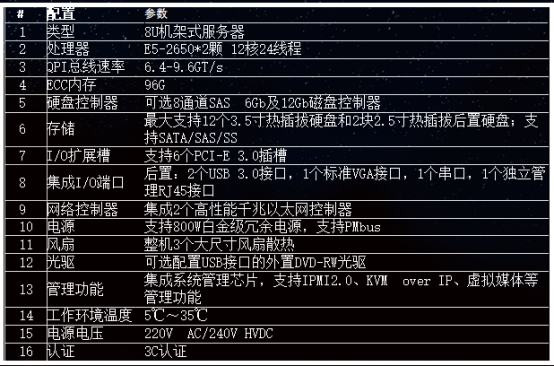 # 配置 参数
1 类型 8U机架式服务器
2 处理器 E5-2650*2颗 12核24线程
3 QPI总线速率 6.4-9.6GT/s
4 ECC内存 96G
5 硬盘控制器 可选8通道SAS 6Gb及12Gb磁盘控制器
6 存储 最大支持12个3.5寸热插拔硬盘和2块2.5寸热插拔后置硬盘；支
持SATA/SAS/SS
7 I/O扩展槽 支持6个PCI-E 3.0插槽
8 集成I/O端口 后置：2个USB 3.0接口，1个标准VGA接口，1个串口，1个独立管
理RJ45接口
9 网络控制器 集成2个高性能千兆以太网控制器
10 电源 支持800W白金级冗余电源，支持PMbus
11 风扇 整机3个大尺寸风扇散热
12 光驱 可选配置USB接口的外置DVD-RW光驱
13 管理功能 集成系统管理芯片，支持IPMI2.0、KVM over IP、虚拟媒体等
管理功能
14 工作环境温度 5℃～35℃
15 电源电压 220V AC/240V HVDC
16 认证 3C认证